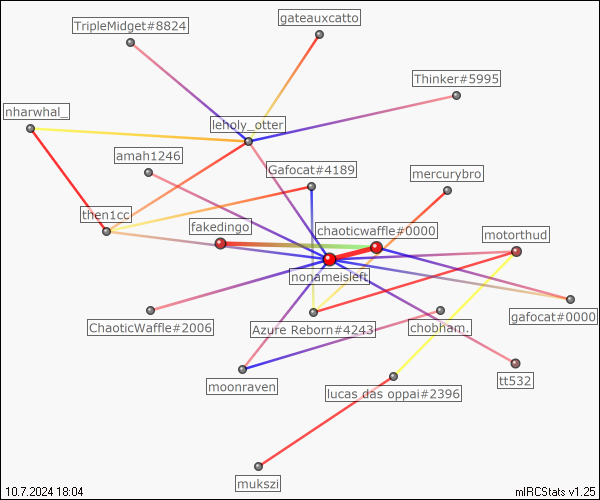 gateauxcatto
TripleMidget#8824
Thinker#5995
nharwhal_
leholy_otter
amah1246
Gafocat#4189
mercurybro
then1cc
fakedingo
chaoticwaffle#0000
motorthud
nonameisleft
ChaoticWaffle#2006
Azure Reborn#4243
chobham.
gafocat#0000
moonraven
tt532
lucas das oppai#2396
mukszi
10.7.2024 18:04
mIRCStats v1.25